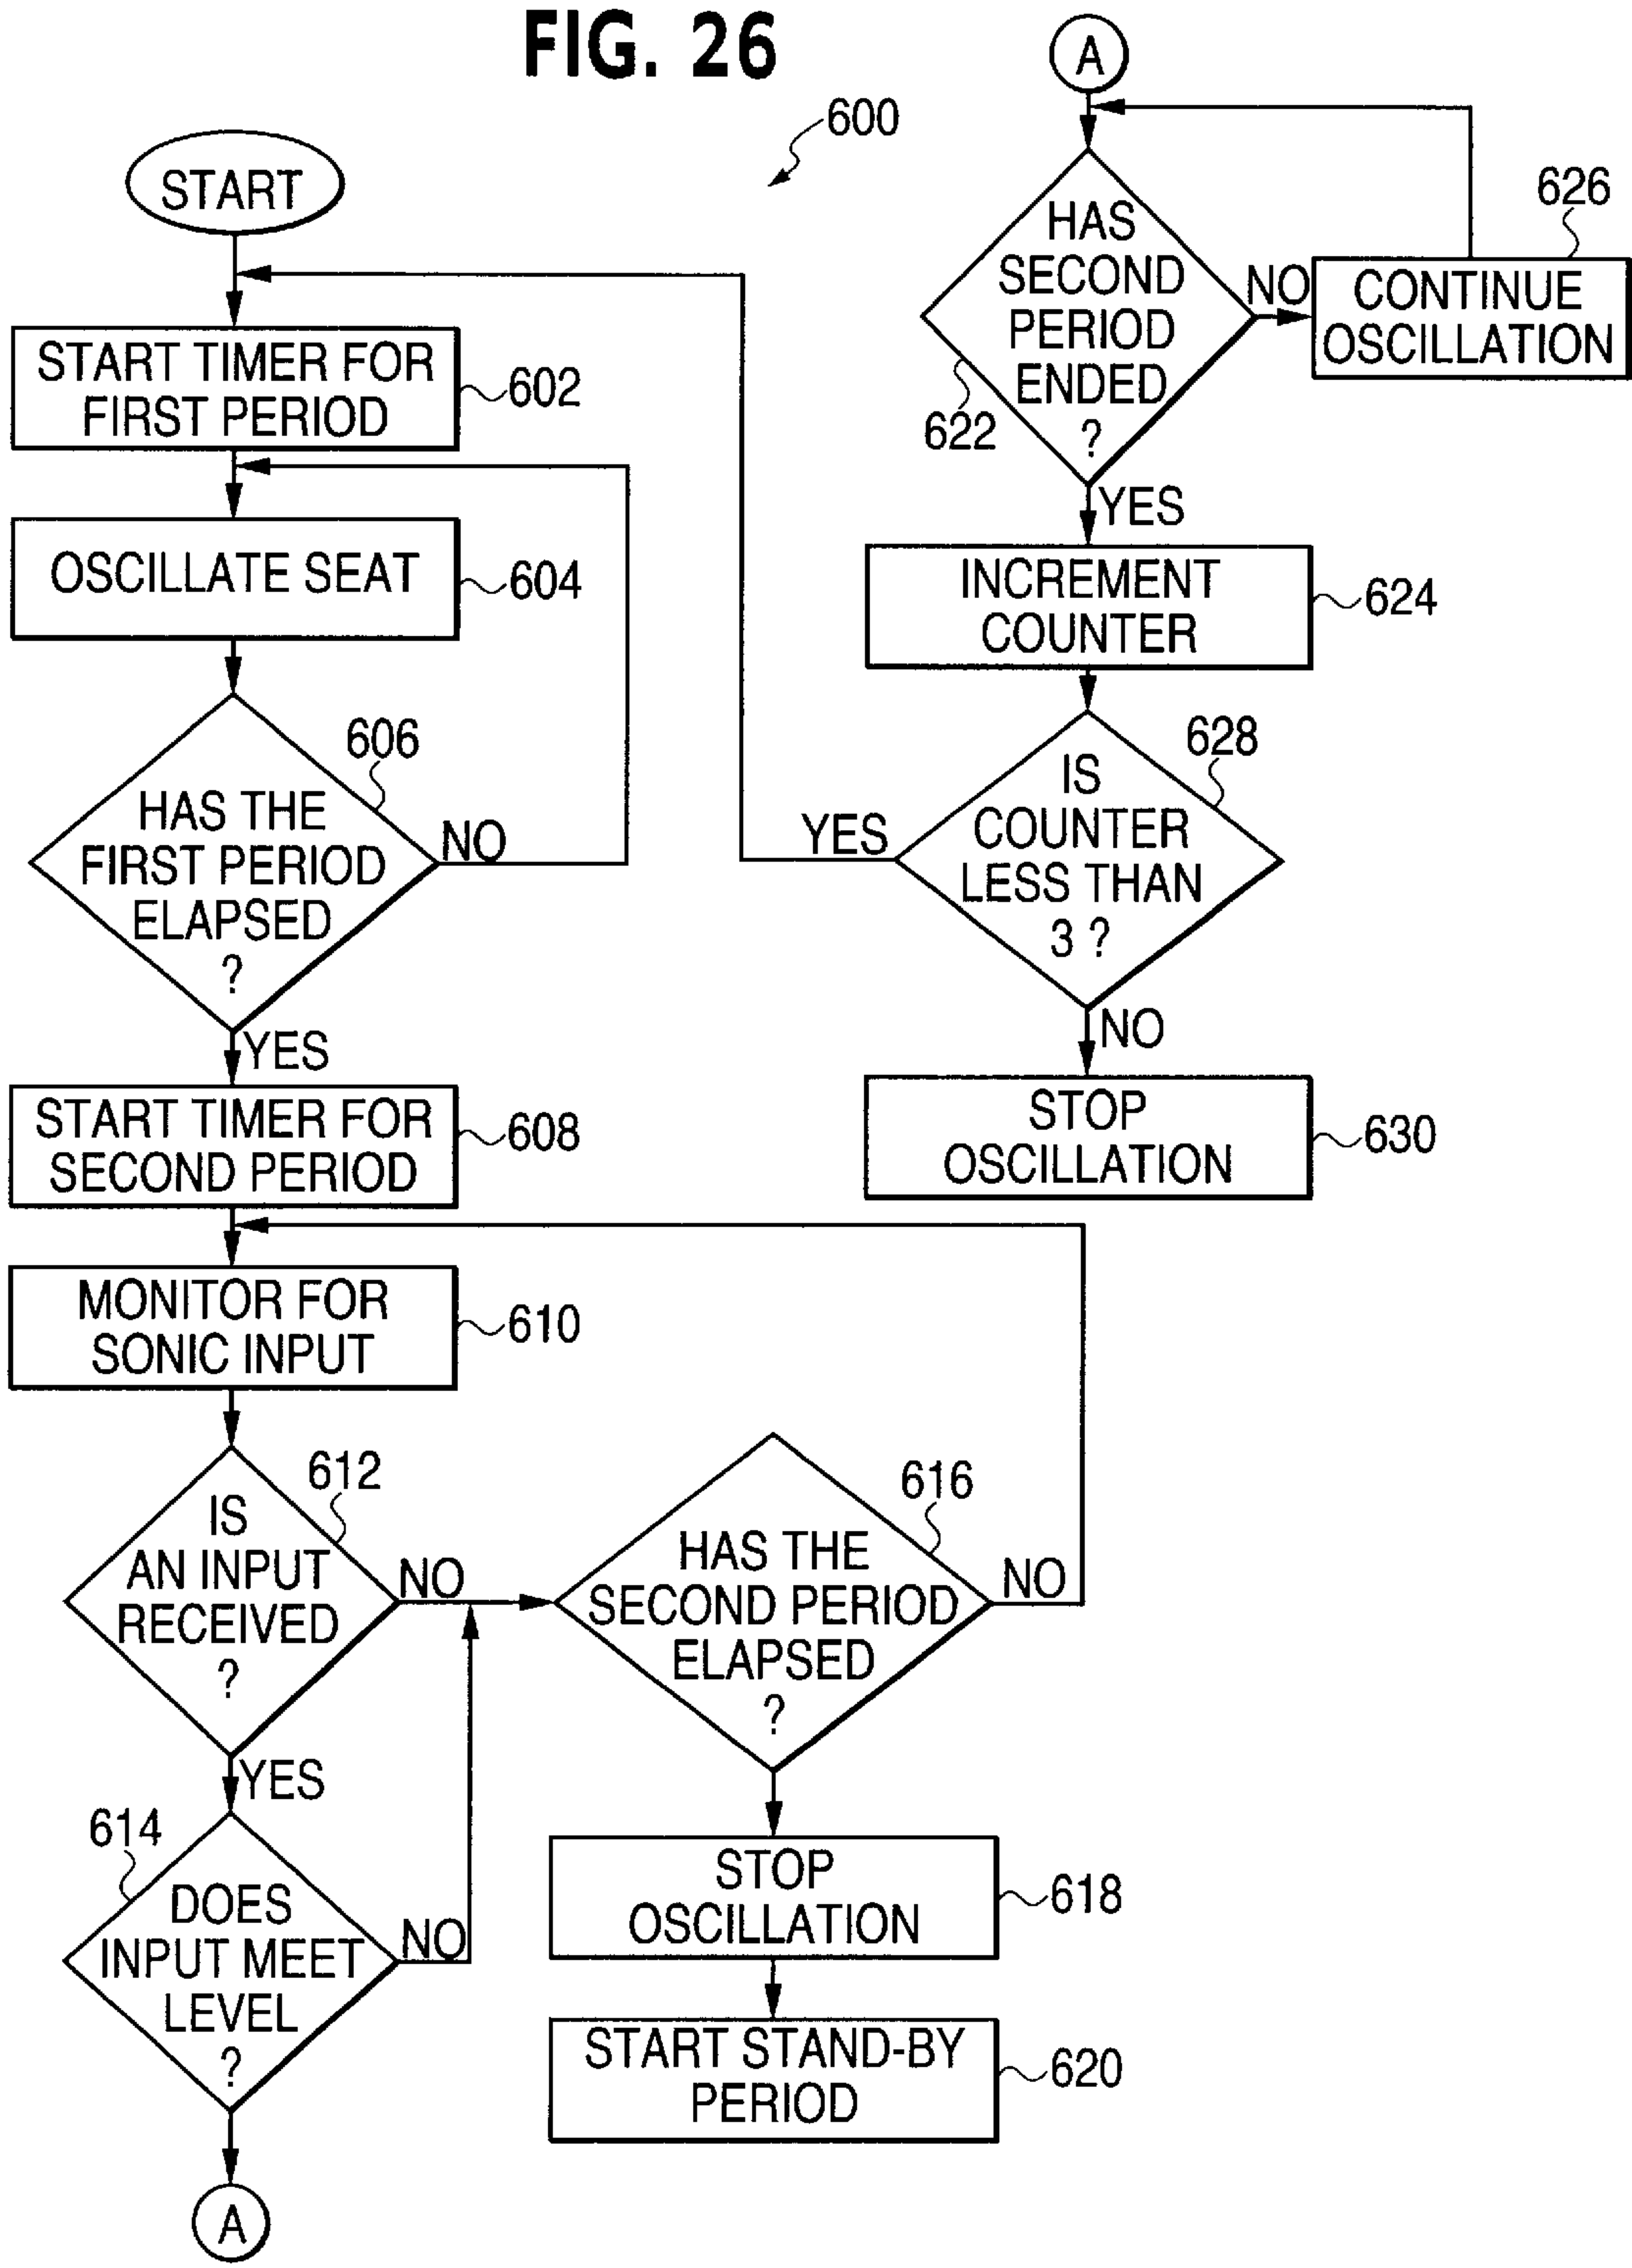 FIG. 26
600
START
START TIMER FOR
FIRST PERIOD
602
OSCILLATE SEAT
604
606
HAS THE
FIRST PERIOD
ELAPSED
?
NO
YES
START TIMER FOR
SECOND PERIOD
608
MONITOR FOR
SONIC INPUT
610
612
IS
AN INPUT
RECEIVED
?
NO
YES
614
DOES
INPUT MEET
LEVEL
?
NO
A
616
HAS THE
SECOND PERIOD
ELAPSED
?
NO
STOP
OSCILLATION
618
START STAND-BY
PERIOD
620
A
HAS
SECOND
PERIOD
ENDED
?
622
NO
626
CONTINUE
OSCILLATION
YES
INCREMENT
COUNTER
624
628
IS
COUNTER
LESS THAN
3 ?
YES
NO
STOP
OSCILLATION
630